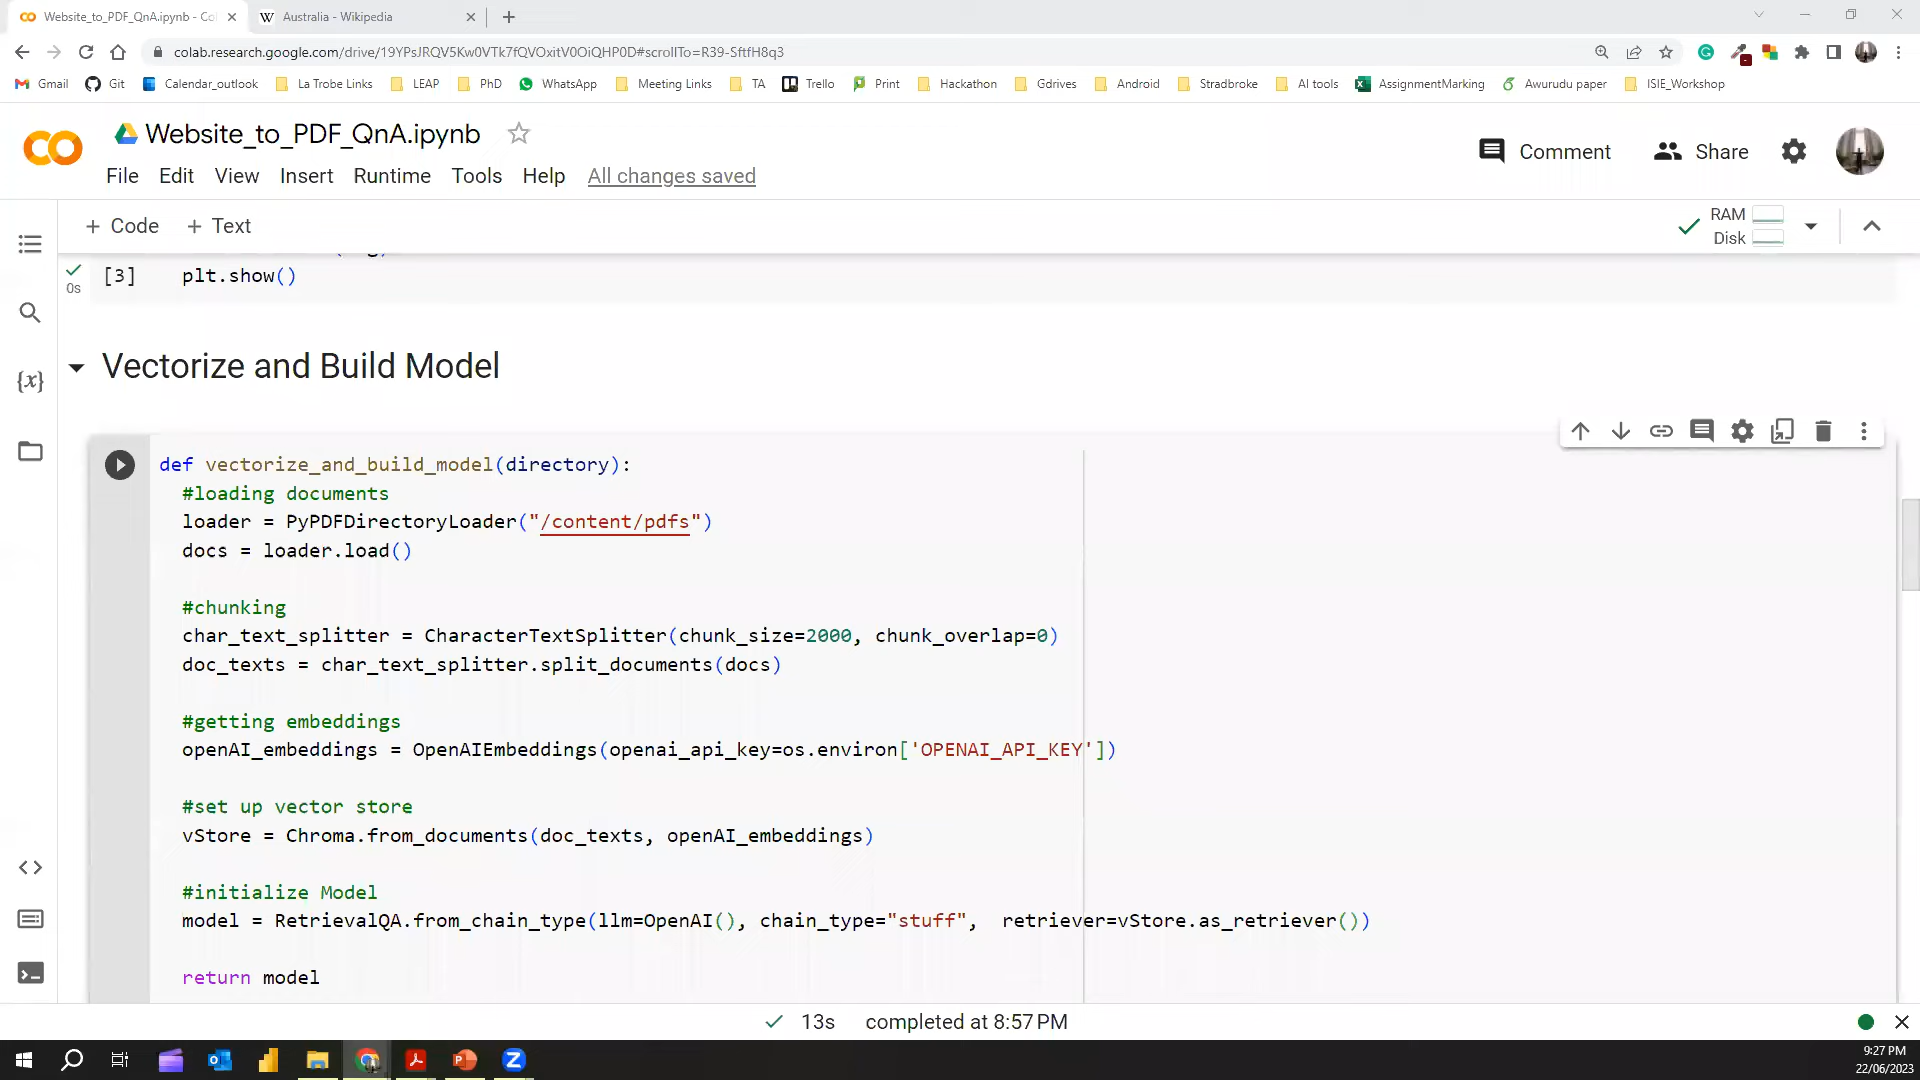 Website_to_PDF_QnA.ipynb - Col
Australia - Wikipedia
colab.research.google.com/drive/19YPsJRQV5Kw0VTk7fQVOxitV0OiQHP0D#scrollTo=R39-SftfH8q3
Gmail Git Calendar_outlook La Trobe Links LEAP PhD WhatsApp Meeting Links TA Trello Print Hackathon Gdrives Android Stradbroke AI tools AssignmentMarking Awurudu paper ISIE_Workshop
Website_to_PDF_QnA.ipynb
Comment Share
File Edit View Insert Runtime Tools Help All changes saved
+ Code + Text
RAM
Disk
[3] plt.show()
0s
Vectorize and Build Model
def vectorize_and_build_model(directory):
#loading documents
loader = PyPDFDirectoryLoader("/content/pdfs")
docs = loader.load()
#chunking
char_text_splitter = CharacterTextSplitter(chunk_size=2000, chunk_overlap=0)
doc_texts = char_text_splitter.split_documents(docs)
#getting embeddings
openAI_embeddings = OpenAIEmbeddings(openai_api_key=os.environ['OPENAI_API_KEY'])
#set up vector store
vStore = Chroma.from_documents(doc_texts, openAI_embeddings)
#initialize Model
model = RetrievalQA.from_chain_type(llm=OpenAI(), chain_type="stuff", retriever=vStore.as_retriever())
return model
13s completed at 8:57 PM
9:27 PM
22/06/2023